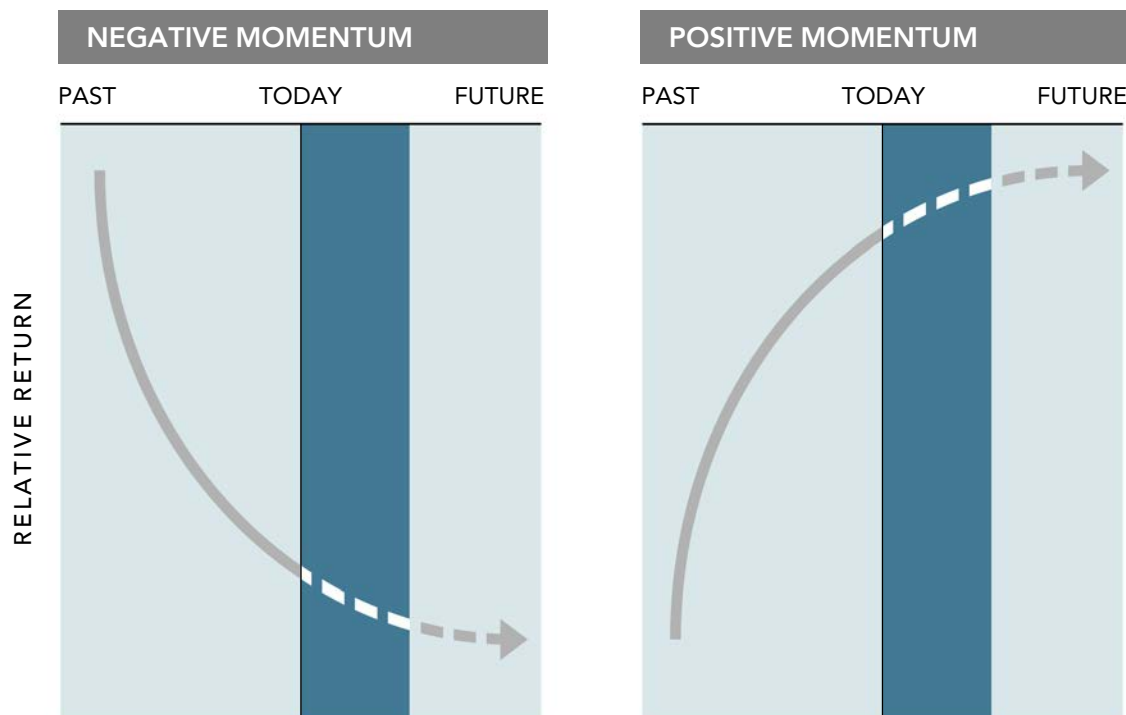 NEGATIVE MOMENTUM
PAST TODAY FUTURE
POSITIVE MOMENTUM
PAST TODAY FUTURE
RELATIVE RETURN